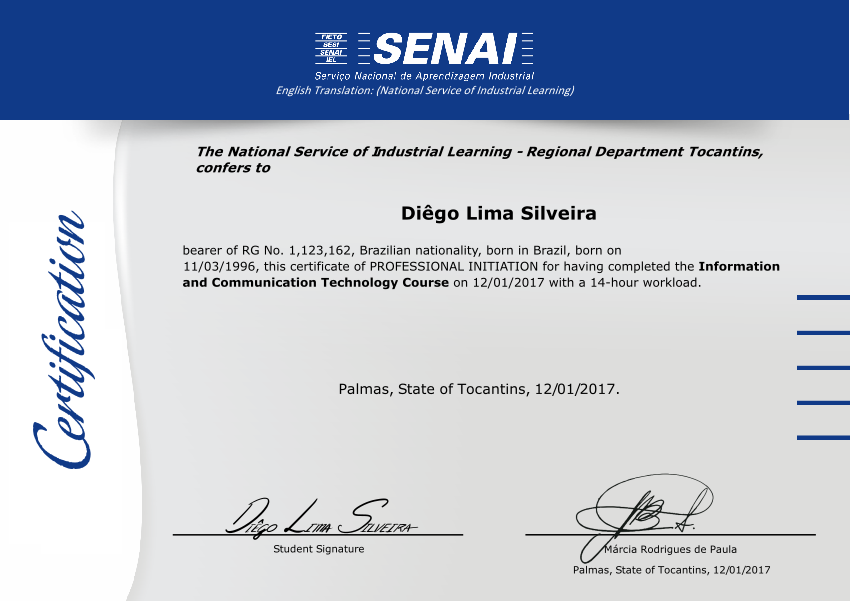 FIETO
SESI
SENAI
IEL
SENAI
Serviço Nacional de Aprendizagem Industrial
English Translation: (National Service of Industrial Learning)
Certification
The National Service of Industrial Learning - Regional Department Tocantins,
confers to
Diêgo Lima Silveira
bearer of RG No. 1,123,162, Brazilian nationality, born in Brazil, born on
11/03/1996, this certificate of PROFESSIONAL INITIATION for having completed the Information
and Communication Technology Course on 12/01/2017 with a 14-hour workload.
Palmas, State of Tocantins, 12/01/2017.
Diêgo Lima Silveira
Student Signature
Márcia Rodrigues de Paula
Palmas, State of Tocantins, 12/01/2017